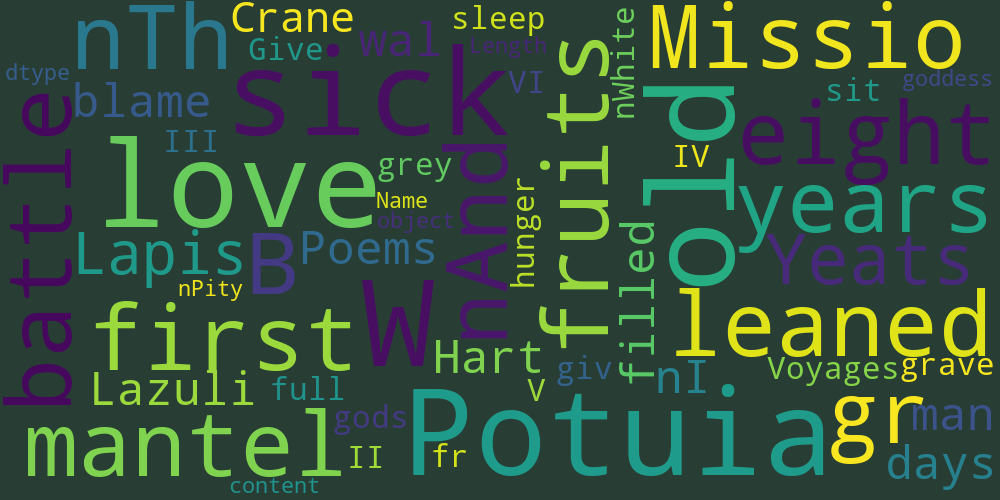 nTh
Crane
sleep
nWhite
Missio
Give
wal
Length
dtype
sick
VI
goddess
battle
blame
fruits
old
sit
eight
III
love
grey
nAnd
IV
Name
object
hunger
years
Lapis
B
Poems
filled
Yeats
nPity
first
W
leaned
Hart
giv
nI
Voyages
grave
Lazuli
full
V
mantel
gods
Potuia
gr
man
II
fr
days
content